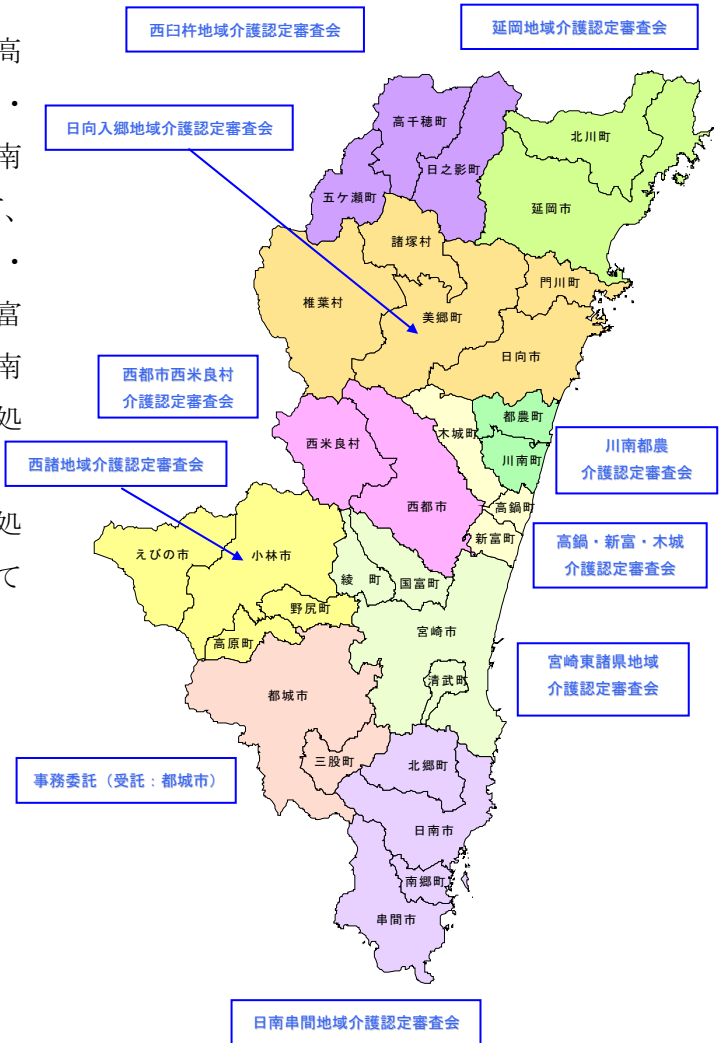 高
・
南
、
・
富
南
処
処
て
西臼杵地域介護認定審査会
延岡地域介護認定審査会
日向入郷地域介護認定審査会
高千穂町
日之影町
五ケ瀬町
北川町
延岡市
諸塚村
椎葉村
美郷町
門川町
日向市
西都市西米良村
介護認定審査会
西米良村
西都市
木城町
都農町
川南町
川南都農
介護認定審査会
西諸地域介護認定審査会
高鍋町
新富町
高鍋・新富・木城
介護認定審査会
えびの市
小林市
野尻町
高原町
綾 町
国富町
宮崎市
清武町
宮崎東諸県地域
介護認定審査会
都城市
三股町
事務委託(受託:都城市)
北郷町
日南市
南郷町
串間市
日南串間地域介護認定審査会